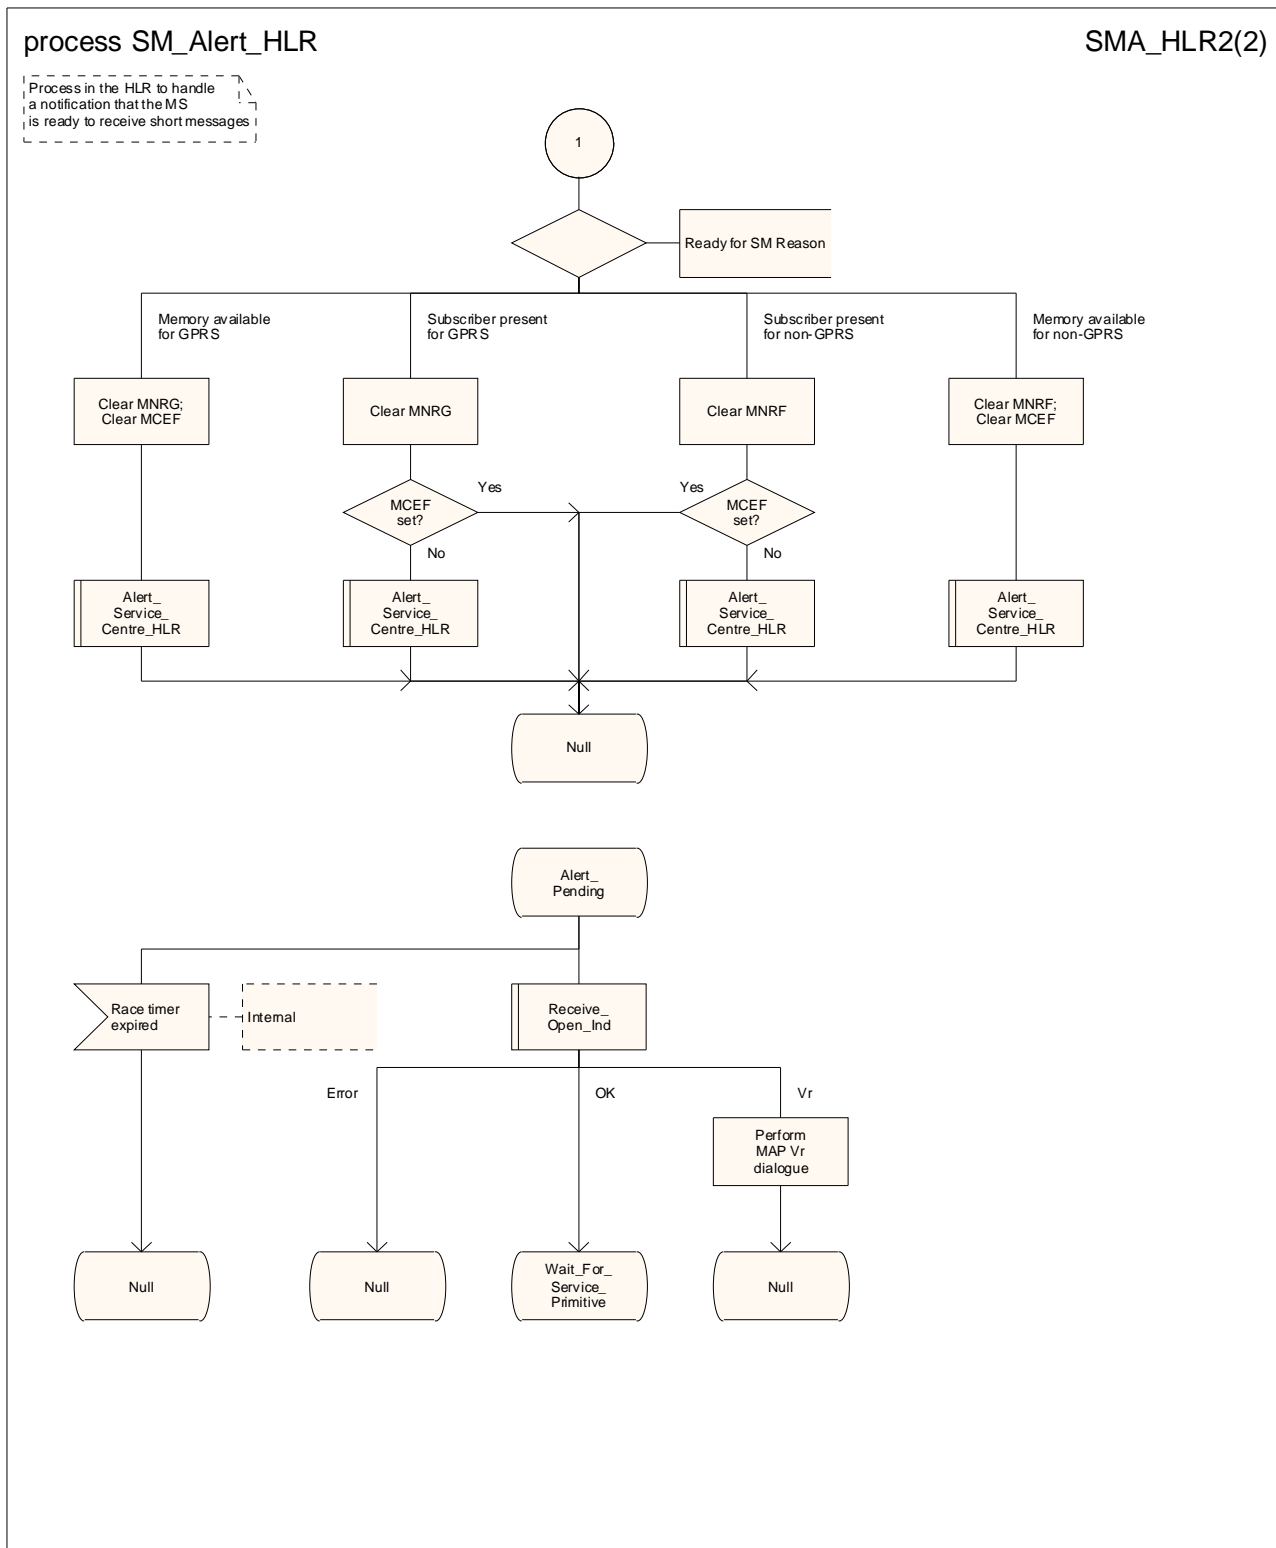 process SM_Alert_HLR
SMA_HLR2(2)
Process in the HLR to handle
a notification that the MS
is ready to receive short messages
1
Ready for SM Reason
Memory available
for GPRS
Subscriber present
for GPRS
Subscriber present
for non-GPRS
Memory available
for non-GPRS
Clear MNRG;
Clear MCEF
Clear MNRG
Clear MNRF
Clear MNRF;
Clear MCEF
Yes
Yes
MCEF
set?
MCEF
set?
No
No
Alert_
Service_
Centre_HLR
Alert_
Service_
Centre_HLR
Alert_
Service_
Centre_HLR
Alert_
Service_
Centre_HLR
Null
Alert_
Pending
Race timer
expired
Internal
Receive_
Open_Ind
Error
OK
Vr
Perform
MAP Vr
dialogue
Null
Null
Wait_For_
Service_
Primitive
Null